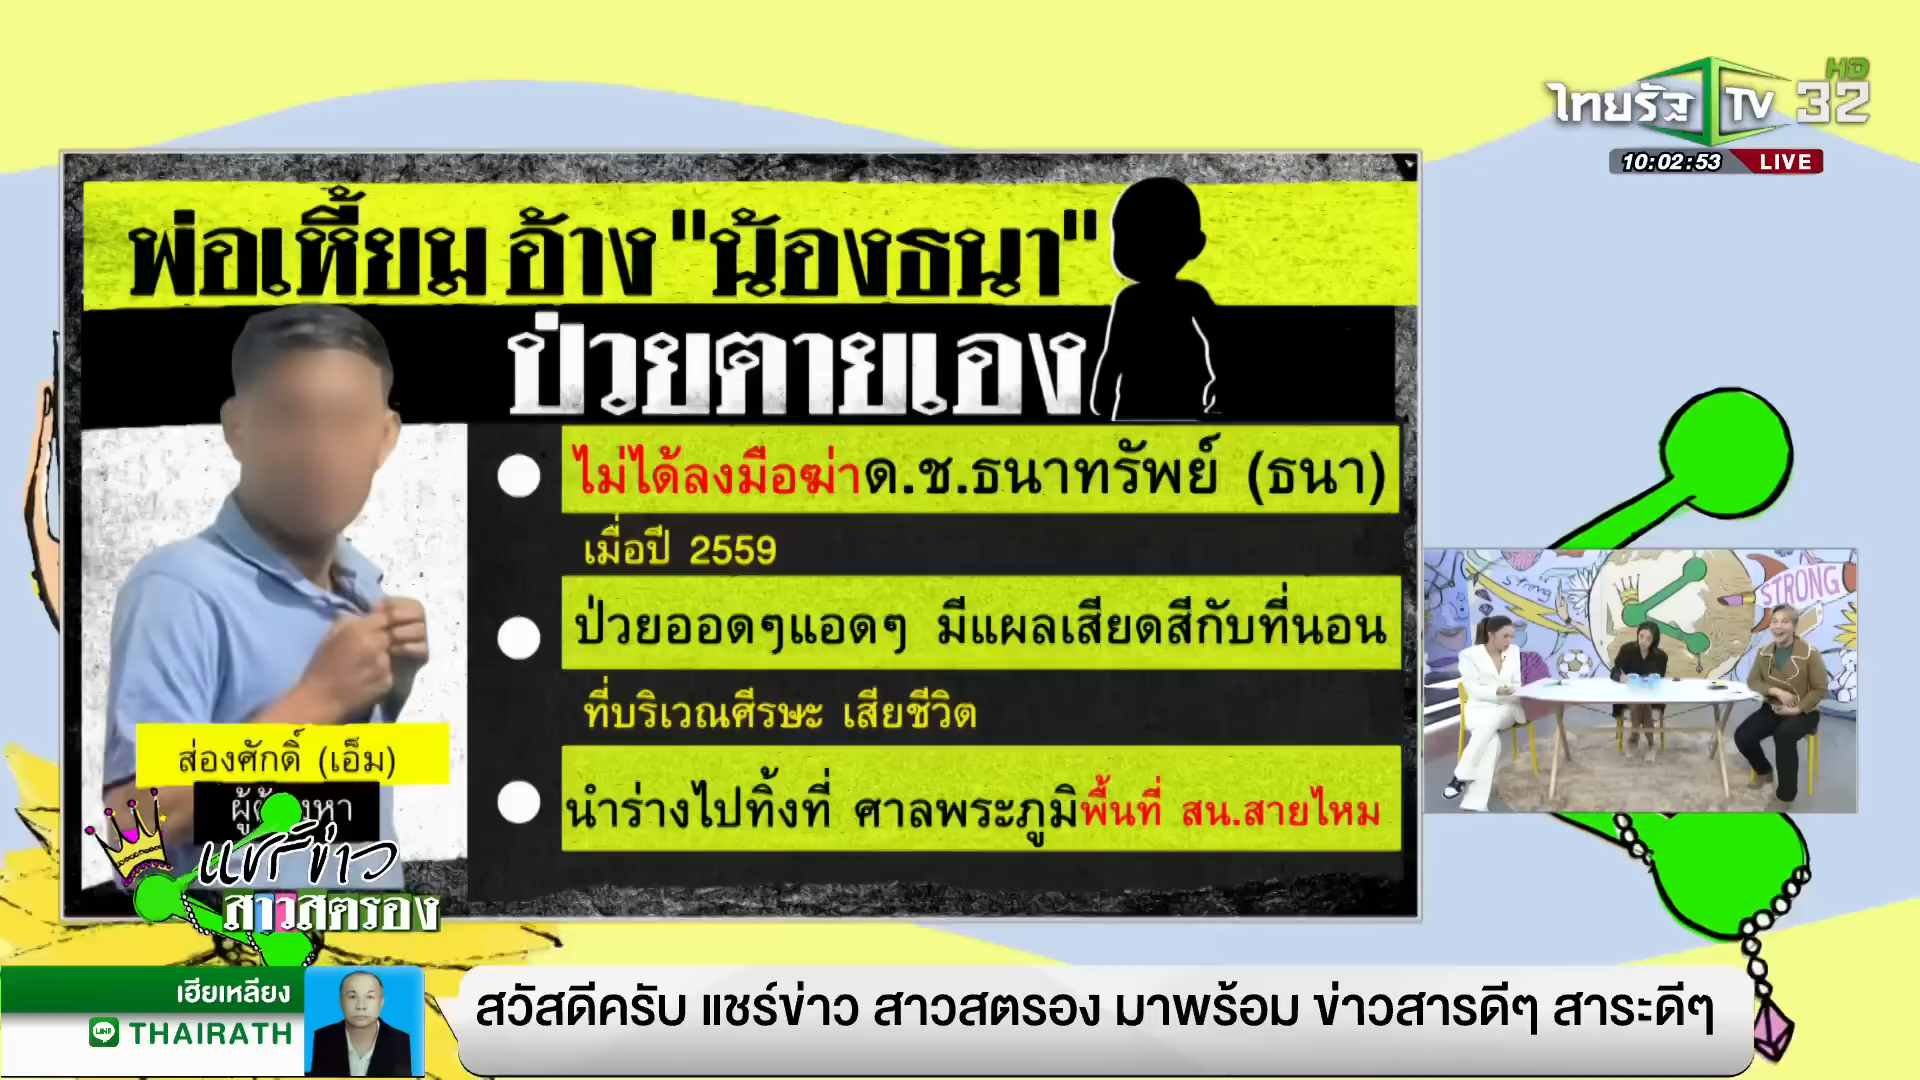 ไทยรัฐ TV HD 32
10:02:53 LIVE
พ่อเหี้ยม อ้าง "น้องธนา"
ป่วยตายเอง
ไม่ได้ลงมือฆ่าด.ช.ธนาทรัพย์ (ธนา)
เมื่อปี 2559
ป่วยออดๆแอดๆ มีแผลเสียดสีกับที่นอน
ที่บริเวณศีรษะ เสียชีวิต
นำร่างไปทิ้งที่ ศาลพระภูมิพื้นที่ สน.สายไหม
ส่องศักดิ์ (เอ็ม)
แชร์ข่าว
สาวสตรอง
strong
STRONG
เฮียเหลียง
LINE THAIRATH
สวัสดีครับ แชร์ข่าว สาวสตรอง มาพร้อม ข่าวสารดีๆ สาระดีๆ